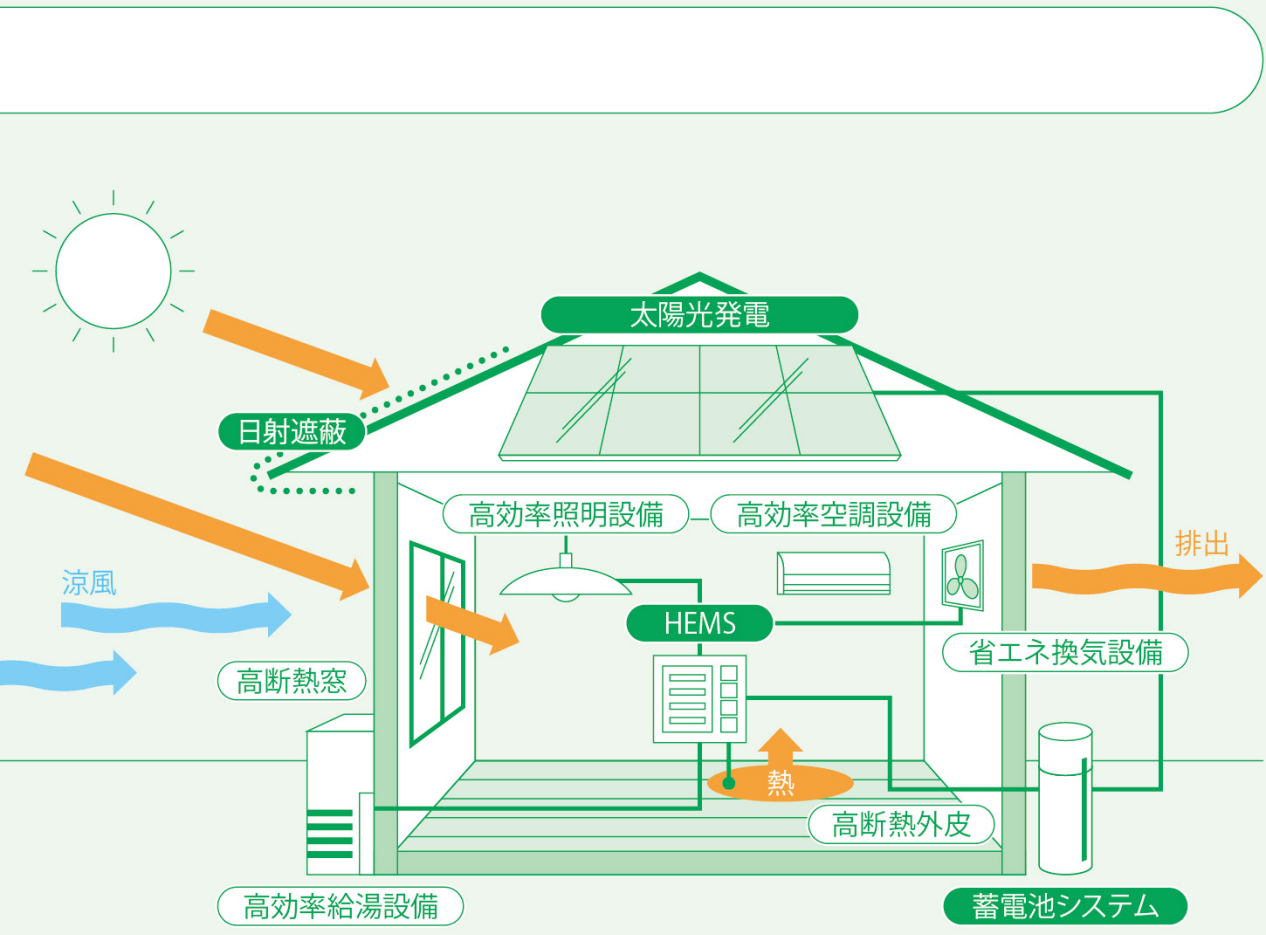 太陽光発電
日射遮蔽
高効率照明設備
高効率空調設備
排出
涼風
HEMS
省エネ換気設備
高断熱窓
熱
高断熱外皮
高効率給湯設備
蓄電池システム